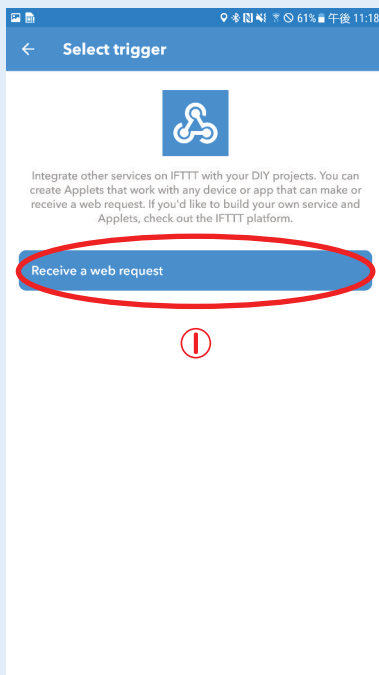 61% 午後 11:18
Select trigger
Integrate other services on IFTTT with your DIY projects. You can
create Applets that work with any device or app that can make or
receive a web request. If you'd like to build your own service and
Applets, check out the IFTTT platform.
Receive a web request
①